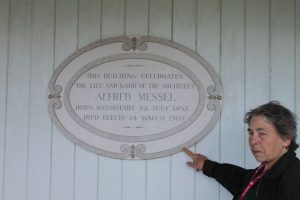 THIS BUILDING CELEBRATES
THE LIFE AND WORK OF THE ARCHITECT
ALFRED MESSEL
BORN DARMSTADT 22 JULY 1853
DIED BERLIN 24 MARCH 1909